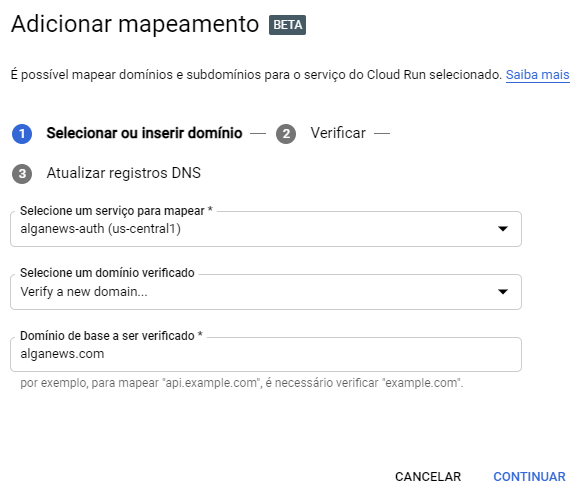 Adicionar mapeamento BETA
É possível mapear domínios e subdomínios para o serviço do Cloud Run selecionado. Saiba mais
1 Selecionar ou inserir domínio — 2 Verificar —
3 Atualizar registros DNS
Selecione um serviço para mapear *
alganews-auth (us-central1)
Selecione um domínio verificado
Verify a new domain...
Domínio de base a ser verificado *
alganews.com
por exemplo, para mapear "api.example.com", é necessário verificar "example.com".
CANCELAR CONTINUAR